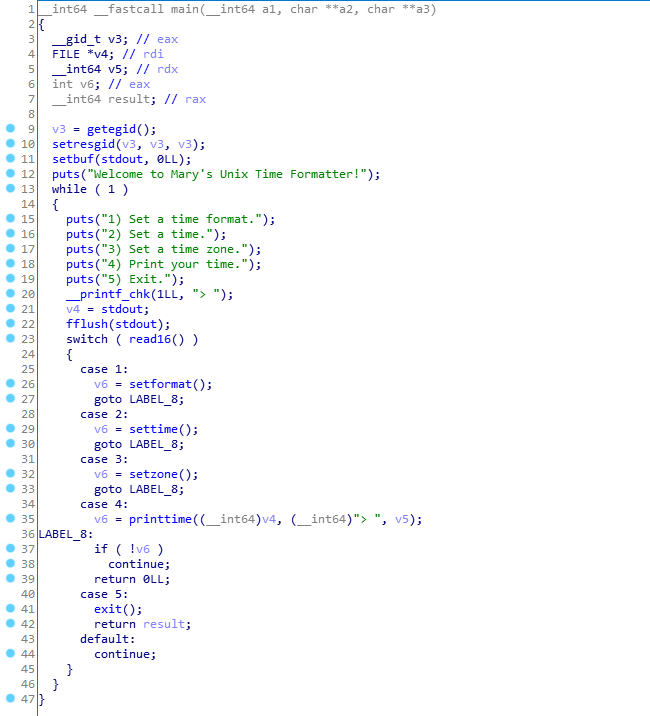 1 __int64 __fastcall main(__int64 a1, char **a2, char **a3)
2 {
3 __gid_t v3; // eax
4 FILE *v4; // rdi
5 __int64 v5; // rdx
6 int v6; // eax
7 __int64 result; // rax
8
9 v3 = getegid();
10 setresgid(v3, v3, v3);
11 setbuf(stdout, 0LL);
12 puts("Welcome to Mary's Unix Time Formatter!");
13 while ( 1 )
14 {
15 puts("1) Set a time format.");
16 puts("2) Set a time.");
17 puts("3) Set a time zone.");
18 puts("4) Print your time.");
19 puts("5) Exit.");
20 __printf_chk(1LL, "> ");
21 v4 = stdout;
22 fflush(stdout);
23 switch ( read16() )
24 {
25 case 1:
26 v6 = setformat();
27 goto LABEL_8;
28 case 2:
29 v6 = settime();
30 goto LABEL_8;
31 case 3:
32 v6 = setzone();
33 goto LABEL_8;
34 case 4:
35 v6 = printtime((__int64)v4, (__int64)"> ", v5);
36 LABEL_8:
37 if ( !v6 )
38 continue;
39 return 0LL;
40 case 5:
41 exit();
42 return result;
43 default:
44 continue;
45 }
46 }
47 }